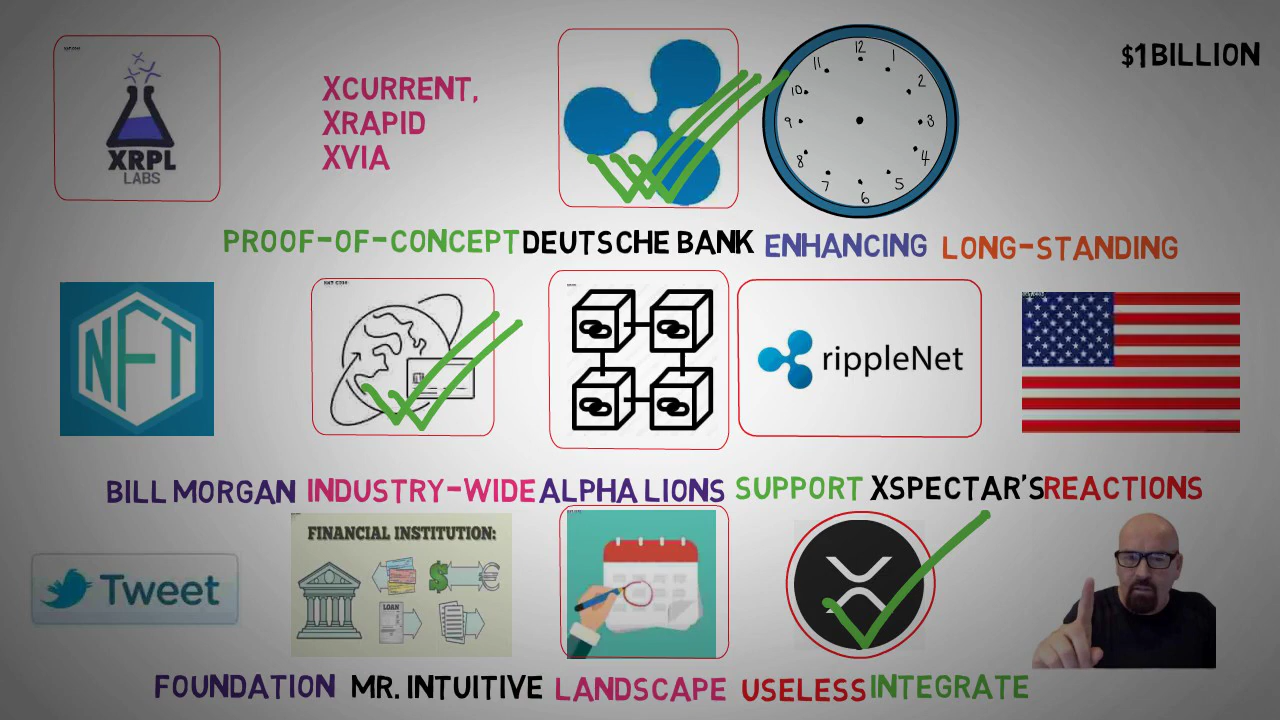 $1 BILLION
XRPL
LABS
XCURRENT,
XRAPID
XVIA
12
1
2
3
4
5
6
7
8
9
10
11
PROOF-OF-CONCEPT DEUTSCHE BANK ENHANCING LONG-STANDING
NFT
rippleNet
BILL MORGAN INDUSTRY-WIDE ALPHA LIONS SUPPORT XSPECTAR'S REACTIONS
Tweet
FINANCIAL INSTITUTION:
$ €
LOAN
FOUNDATION MR. INTUITIVE LANDSCAPE USELESS INTEGRATE